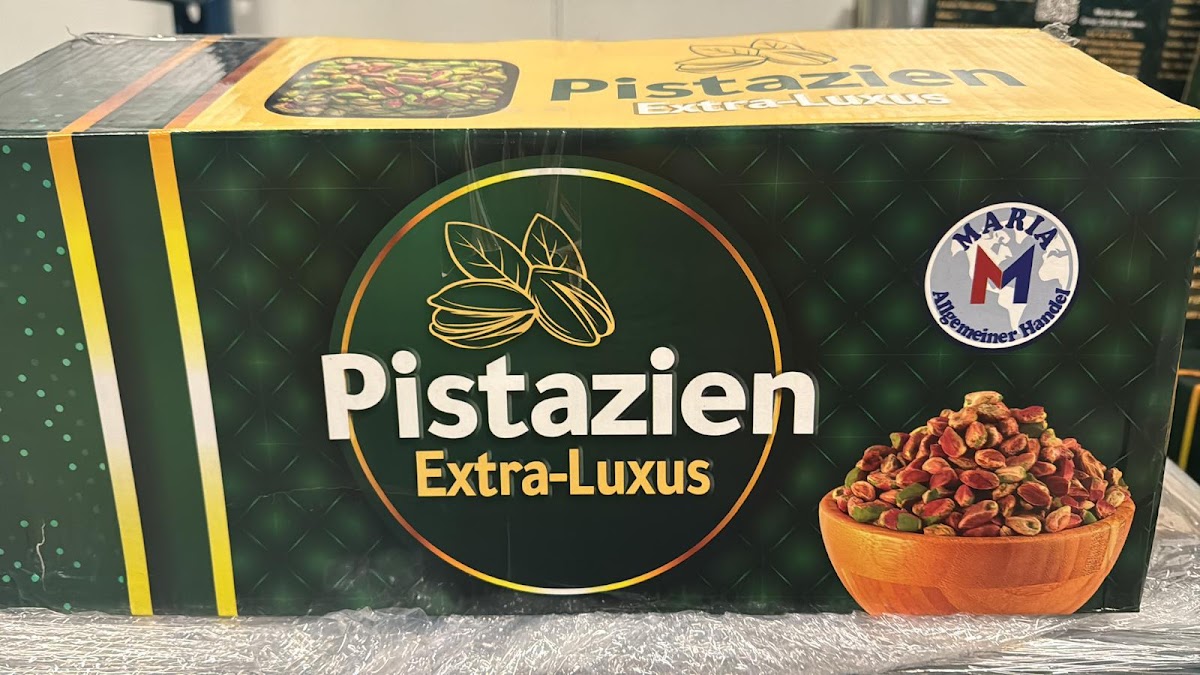 Pistazien
Extra-Luxus
Pistazien
Extra-Luxus
MARIA
M
Allgemeiner Handel